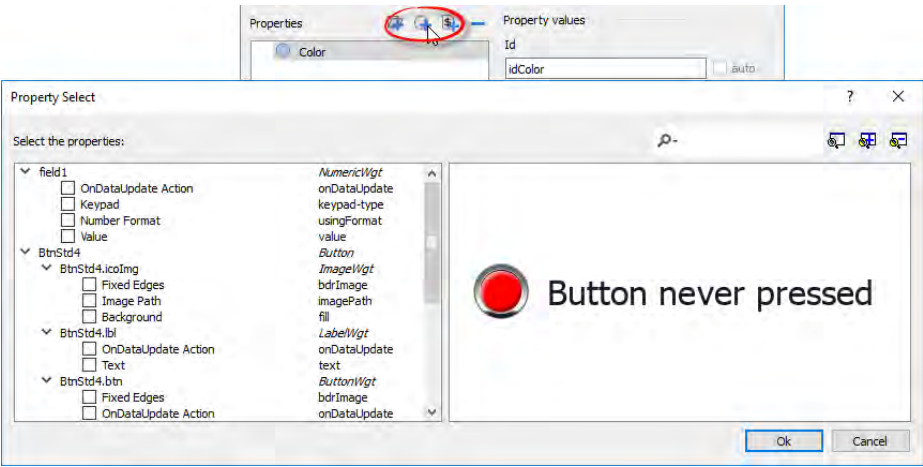 Properties Property values
Color Id
idColor auto
Property Select ? ×
Select the properties:
field1 NumericWgt
OnDataUpdate Action onDataUpdate
Keypad keypad-type
Number Format usingFormat
Value value
BtnStd4 Button
BtnStd4.icoImg ImageWgt
Fixed Edges bdrImage
Image Path imagePath
Background fill
BtnStd4.lbl LabelWgt
OnDataUpdate Action onDataUpdate
Text text
BtnStd4.btn ButtonWgt
Fixed Edges bdrImage
OnDataUpdate Action onDataUpdate
Button never pressed
Ok Cancel